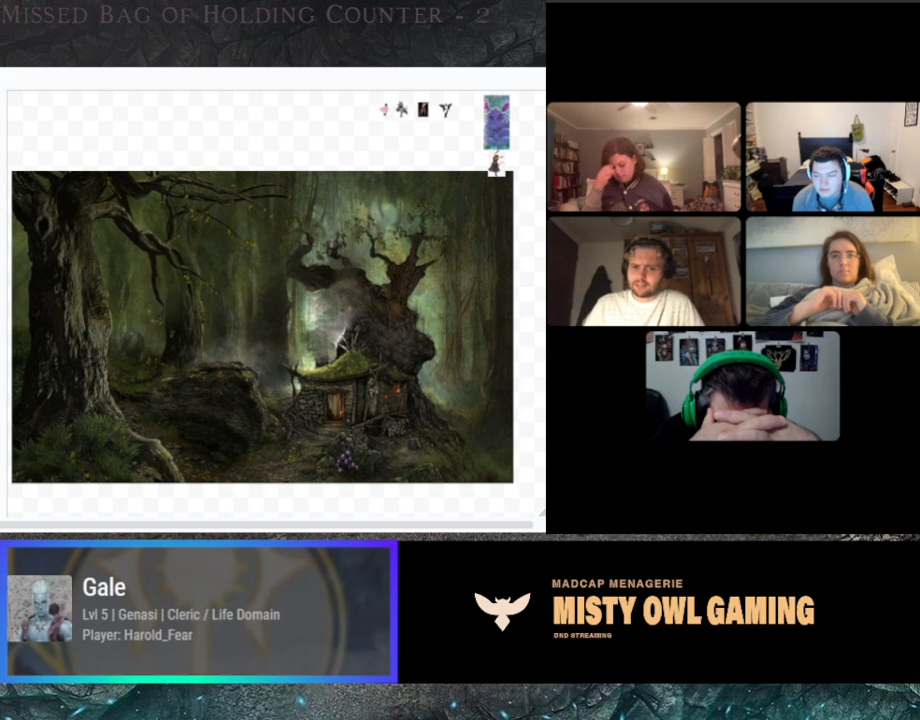 Missed Bag of Holding Counter - 2
Gale
Lvl 5 | Genasi | Cleric / Life Domain
Player: Harold_Fear
MADCAP MENAGERIE
MISTY OWL GAMING
DND STREAMING